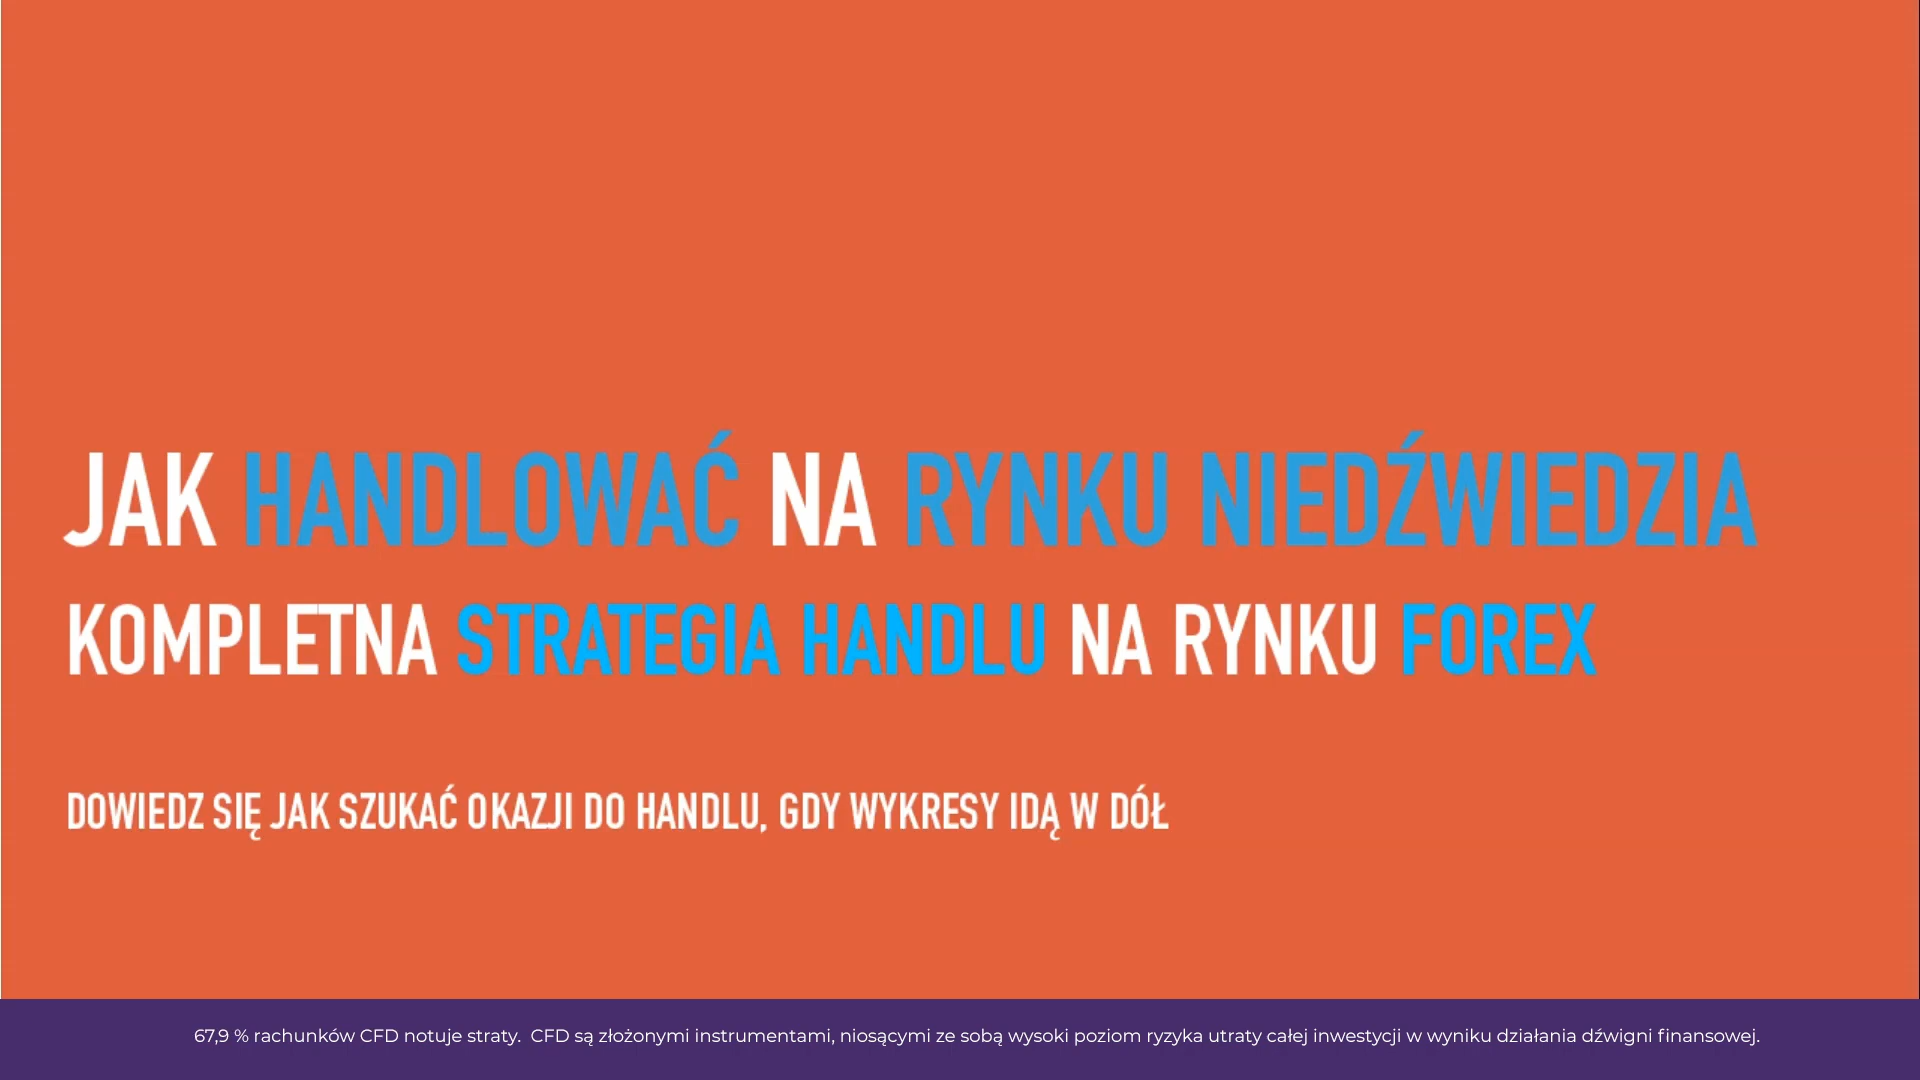 JAK HANDLOWAĆ NA RYNKU NIEDŹWIEDZIA
KOMPLETNA STRATEGIA HANDLU NA RYNKU FOREX
DOWIEDZ SIĘ JAK SZUKAĆ OKAZJI DO HANDLU, GDY WYKRESY IDĄ W DÓŁ
67,9 % rachunków CFD notuje straty. CFD są złożonymi instrumentami, niosącymi ze sobą wysoki poziom ryzyka utraty całej inwestycji w wyniku działania dźwigni finansowej.